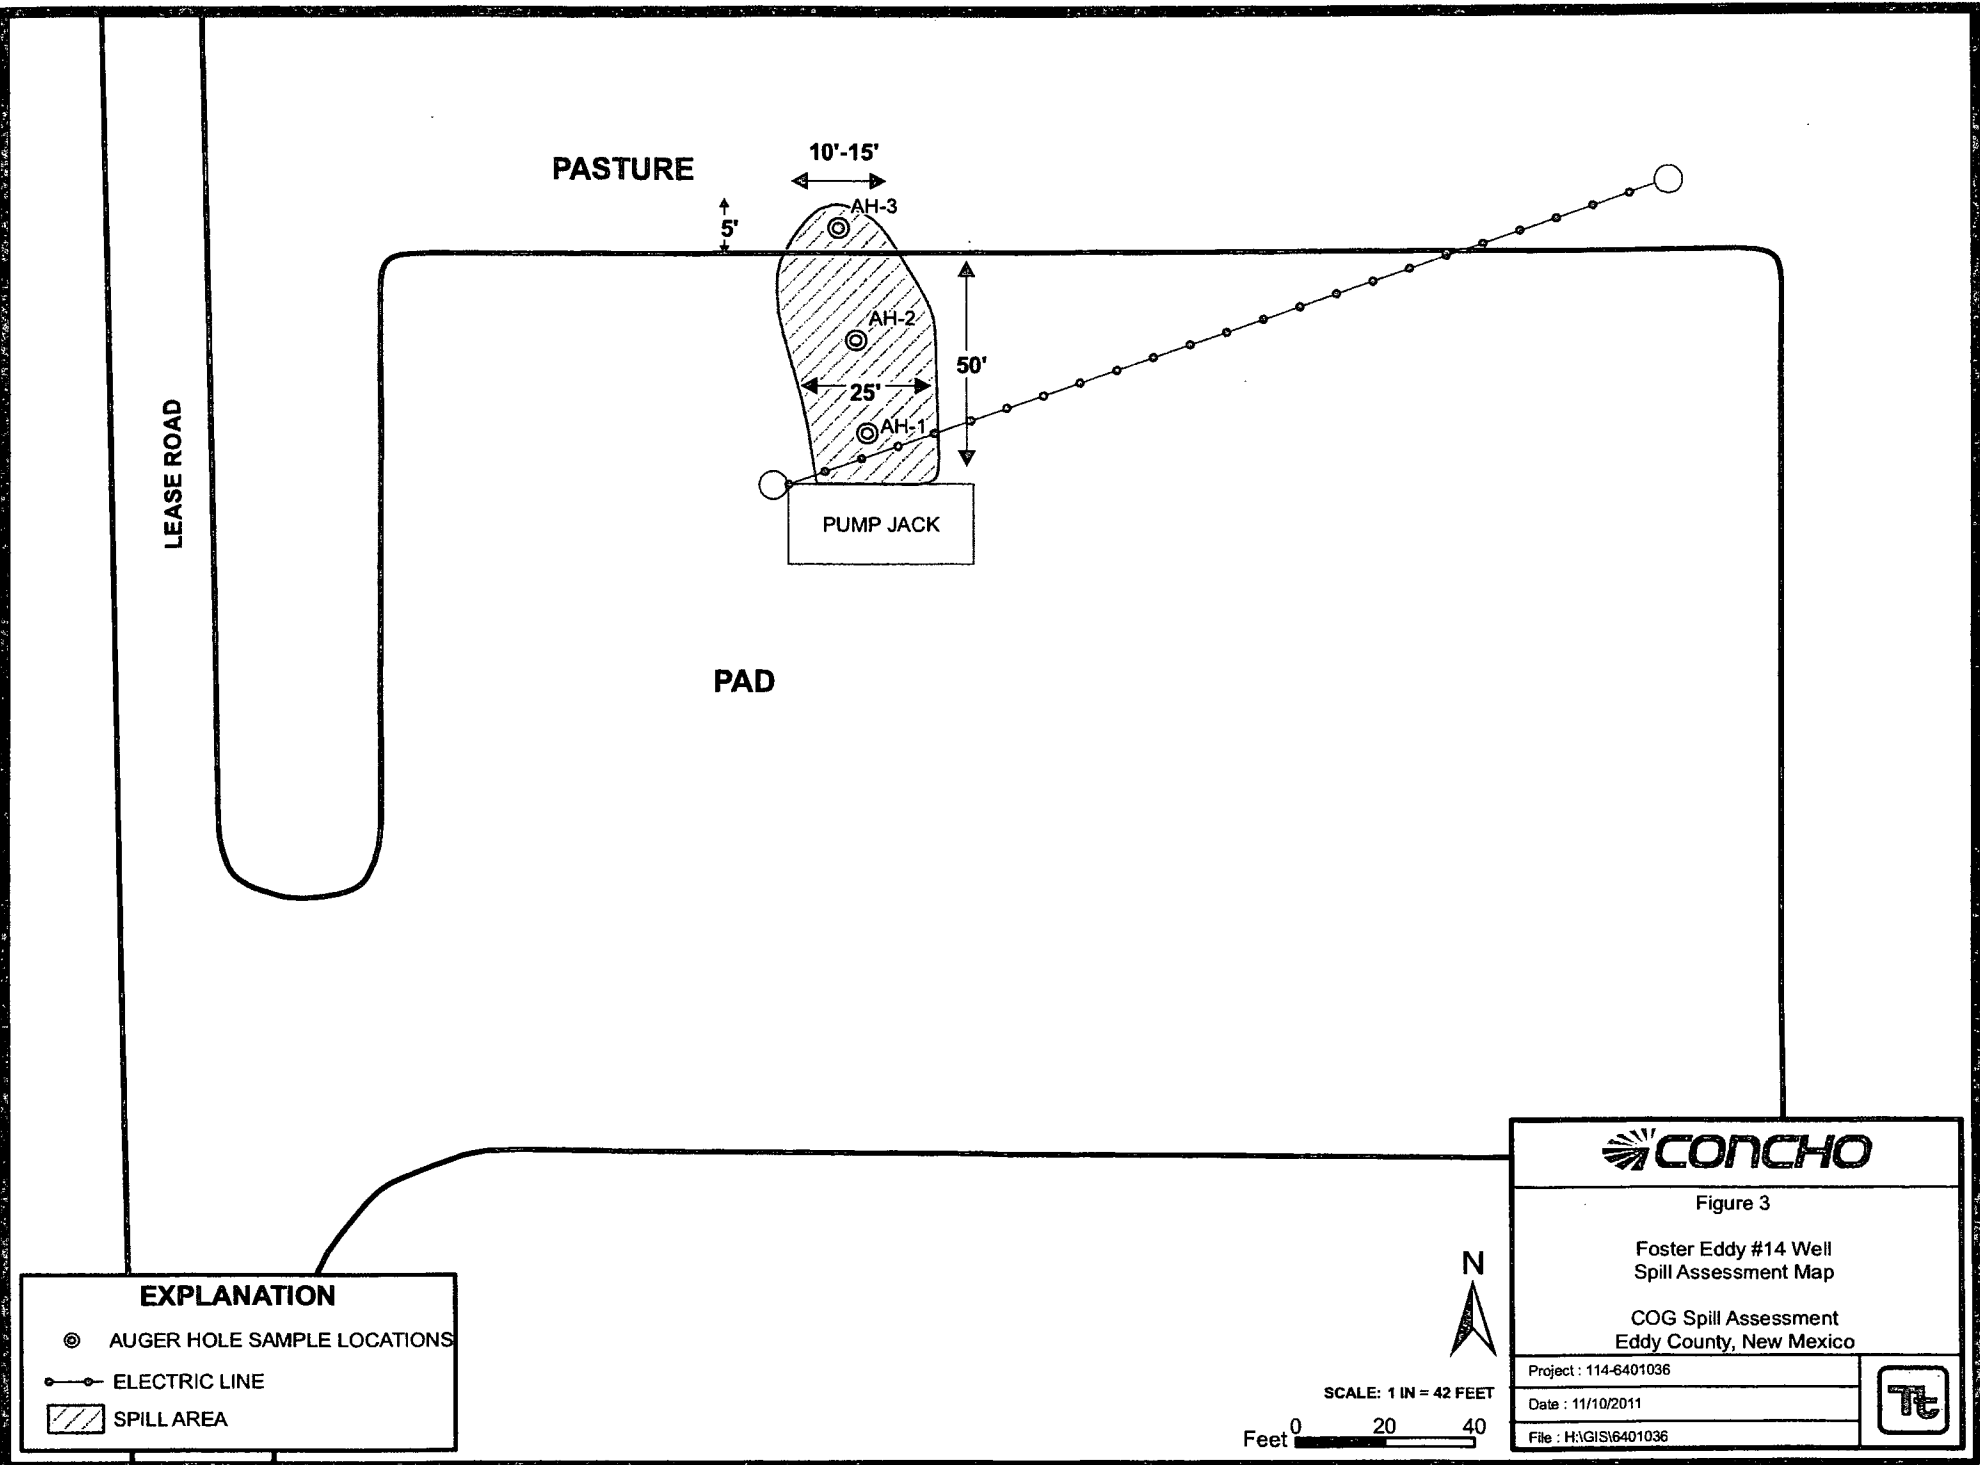 PASTURE
10'-15'
5'
AH-3
AH-2
50'
25'
AH-1
LEASE ROAD
PUMP JACK
PAD
EXPLANATION
AUGER HOLE SAMPLE LOCATIONS
ELECTRIC LINE
SPILL AREA
N
SCALE: 1 IN = 42 FEET
Feet 0 20 40
CONCHO
Figure 3
Foster Eddy #14 Well
Spill Assessment Map
COG Spill Assessment
Eddy County, New Mexico
Project : 114-6401036
Date : 11/10/2011
File : H:\GIS\6401036
Tt